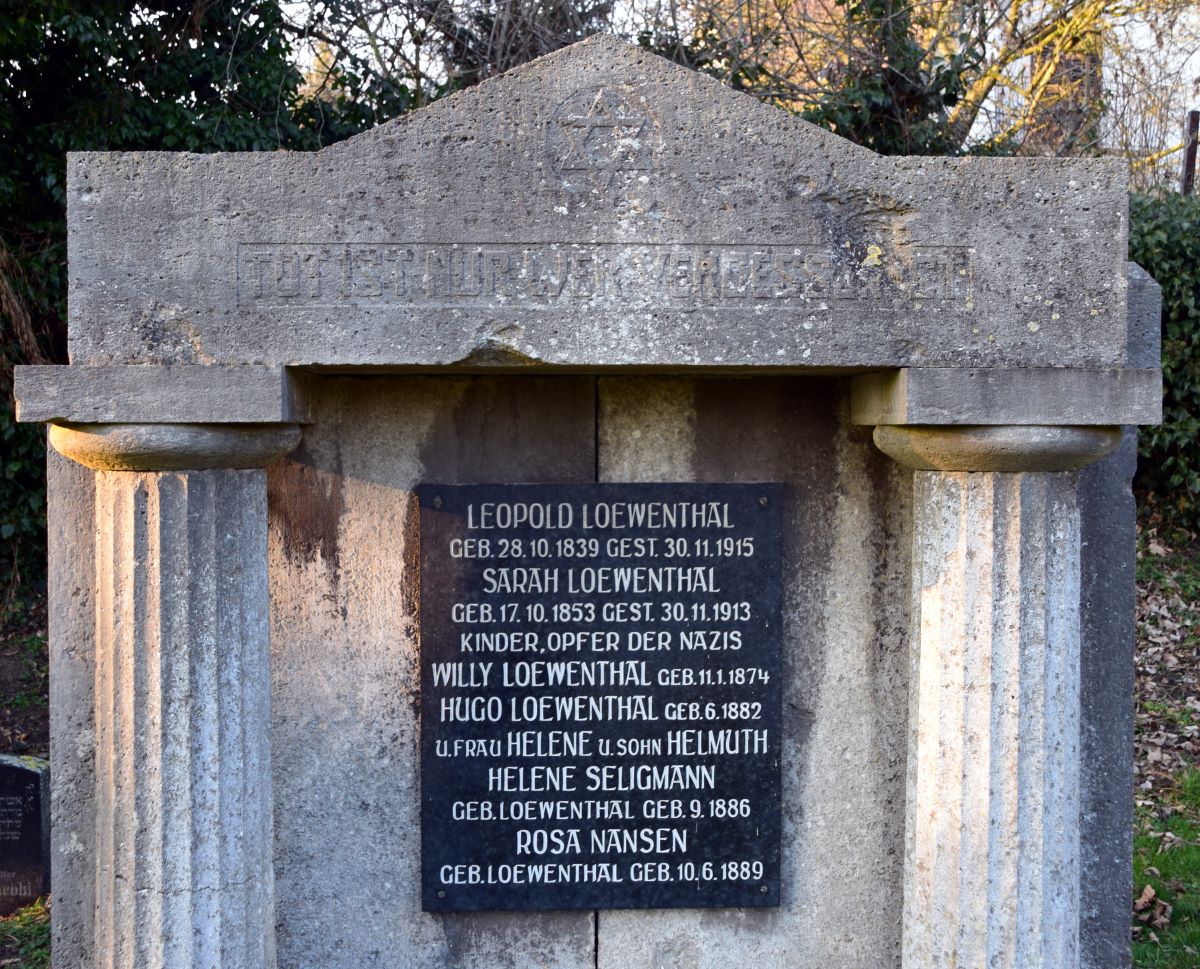 TOT IST NUR WER VERGESSEN IST
LEOPOLD LOEWENTHAL
GEB. 28. 10. 1839 GEST. 30. 11. 1915
SARAH LOEWENTHAL
GEB. 17. 10. 1853 GEST. 30. 11. 1913
KINDER, OPFER DER NAZIS
WILLY LOEWENTHAL GEB. 11. 1. 1874
HUGO LOEWENTHAL GEB. 6. 1882
U. FRAU HELENE U. SOHN HELMUTH
HELENE SELIGMANN
GEB. LOEWENTHAL GEB. 9. 1886
ROSA NANSEN
GEB. LOEWENTHAL GEB. 10. 6. 1889